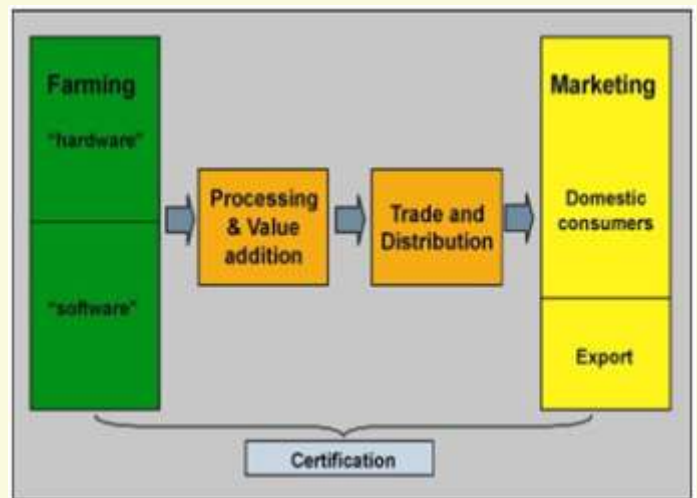 Farming
"hardware"
"software"
Processing
& Value
addition
Trade and
Distribution
Marketing
Domestic
consumers
Export
Certification